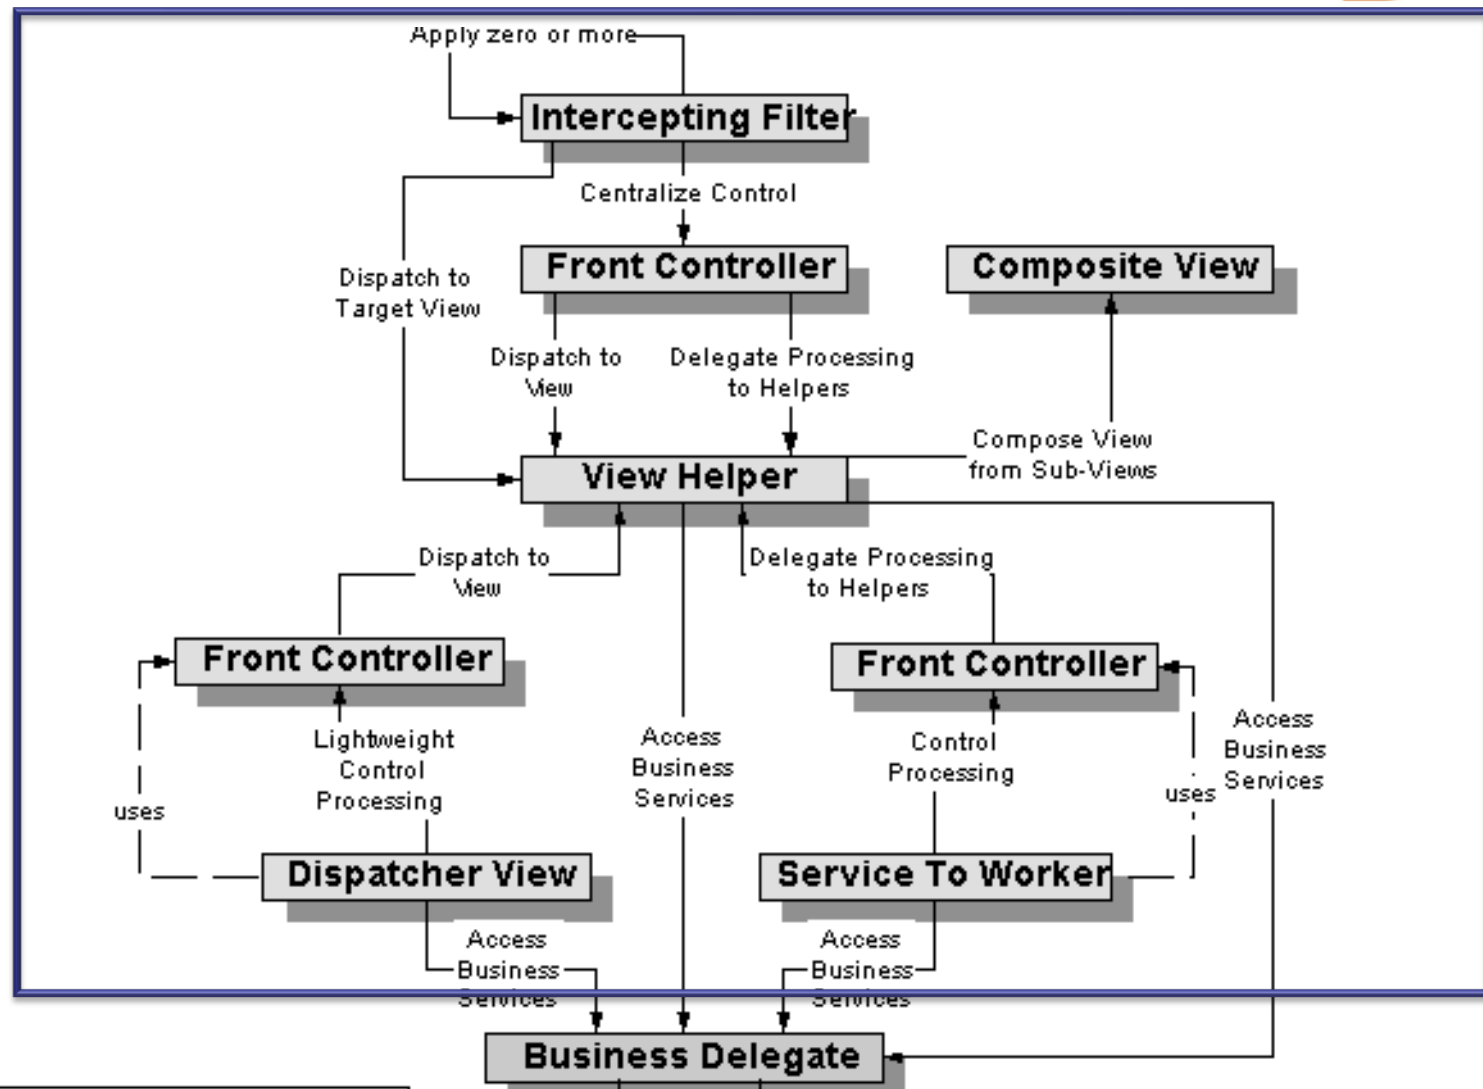 Apply zero or more
Intercepting Filter
Centralize Control
Front Controller
Composite View
Dispatch to
Target View
Dispatch to
View
Delegate Processing
to Helpers
Compose View
from Sub-Views
View Helper
Dispatch to
View
Delegate Processing
to Helpers
Front Controller
Front Controller
Lightweight
Control
Processing
uses
Access
Business
Services
Control
Processing
uses
Access
Business
Services
Dispatcher View
Service To Worker
Access
Business
Services
Access
Business
Services
Business Delegate